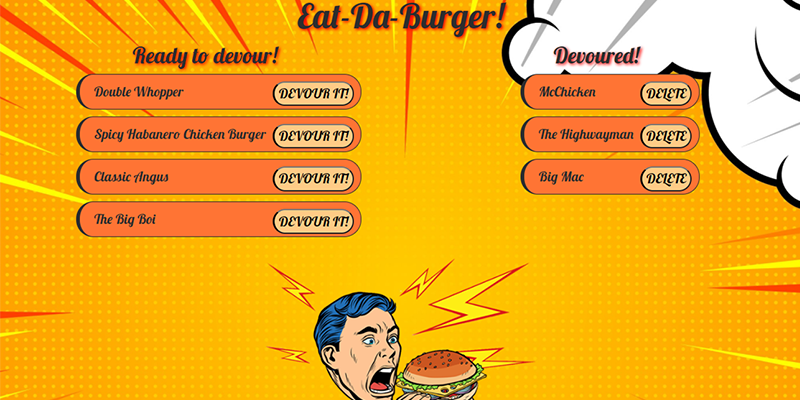 Eat-Da-Burger!
Ready to devour!
Double Whopper DEVOUR IT!
Spicy Habanero Chicken Burger DEVOUR IT!
Classic Angus DEVOUR IT!
The Big Boi DEVOUR IT!
Devoured!
McChicken DELETE
The Highwayman DELETE
Big Mac DELETE